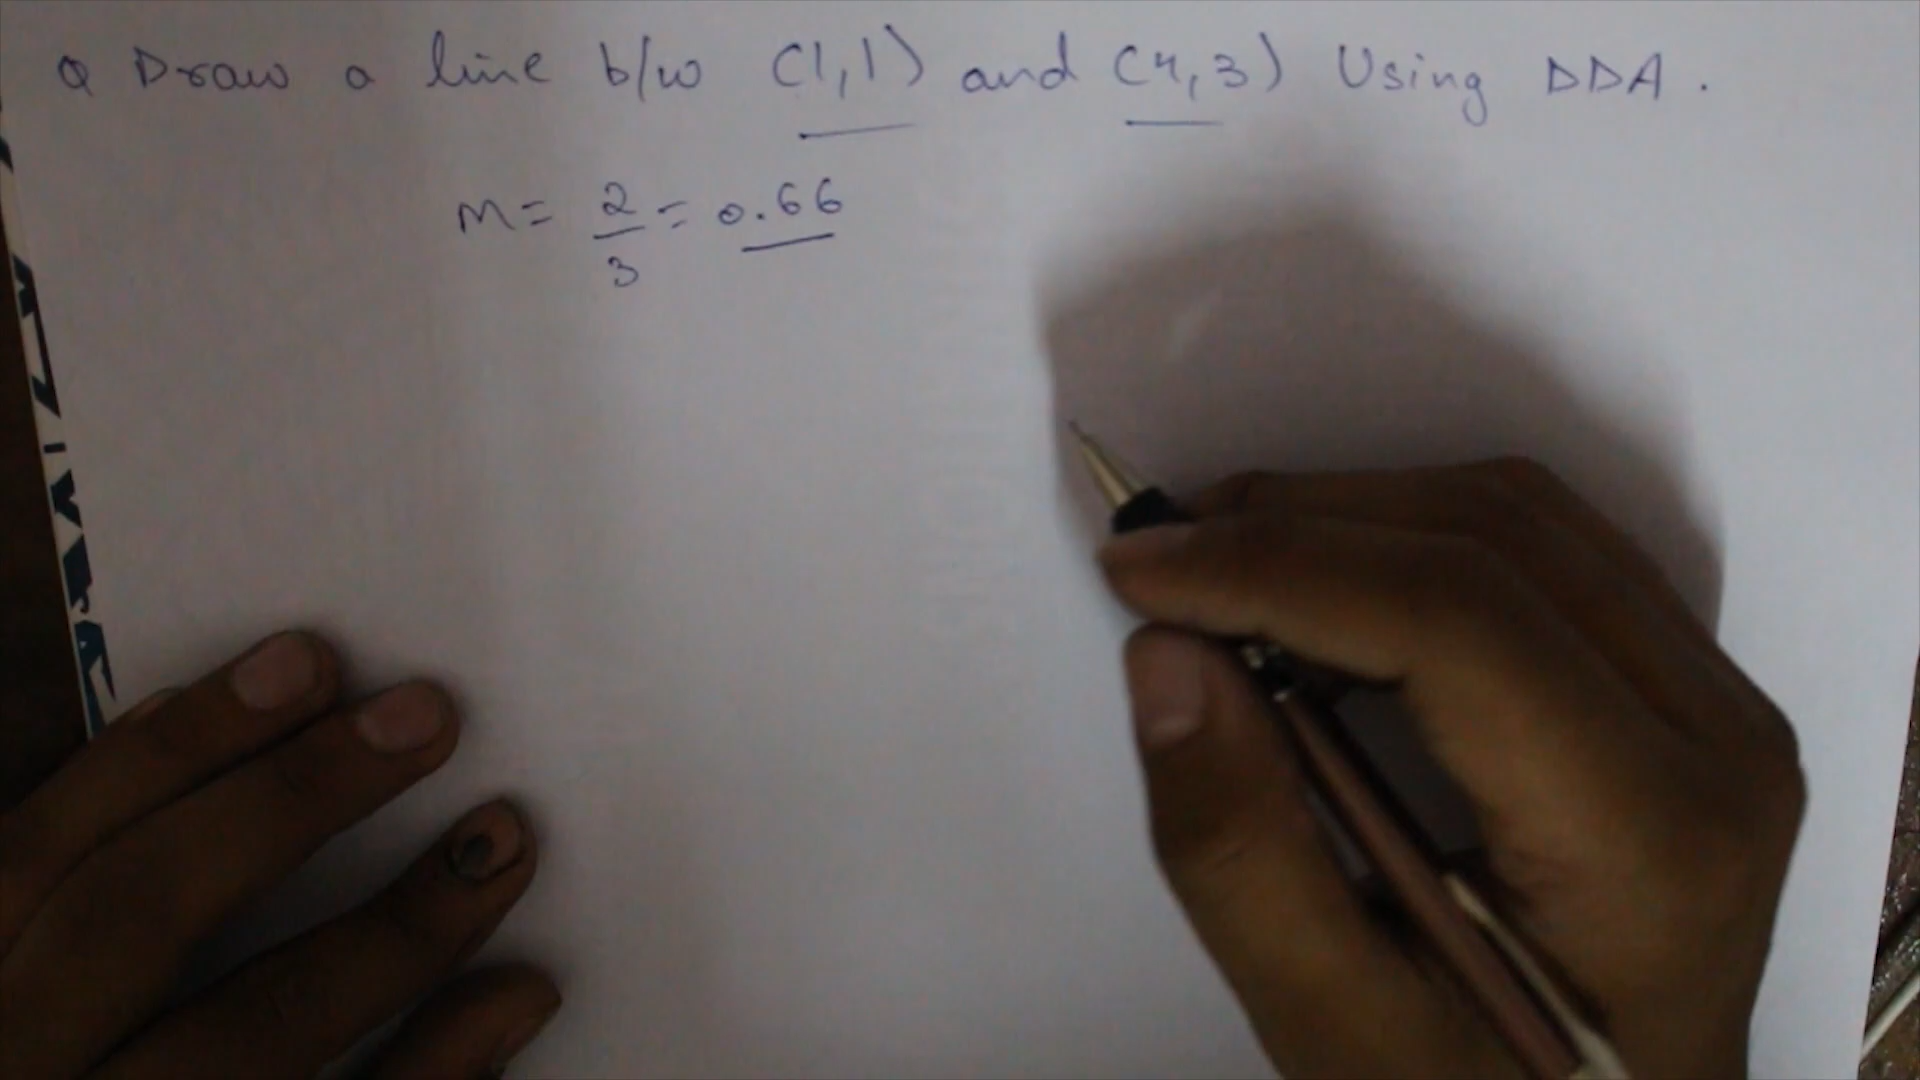 Q Draw a line b/w (1,1) and (4,3) Using DDA.
M = 2/3 = 0.66